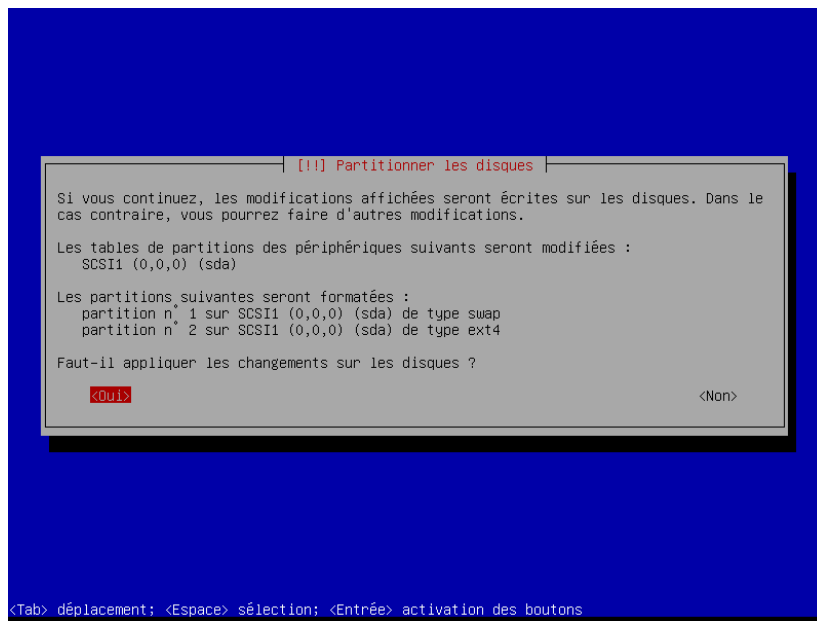 [!!] Partitionner les disques
Si vous continuez, les modifications affichées seront écrites sur les disques. Dans le
cas contraire, vous pourrez faire d'autres modifications.
Les tables de partitions des périphériques suivants seront modifiées :
SCSI1 (0,0,0) (sda)
Les partitions suivantes seront formatées :
partition n° 1 sur SCSI1 (0,0,0) (sda) de type swap
partition n° 2 sur SCSI1 (0,0,0) (sda) de type ext4
Faut-il appliquer les changements sur les disques ?
<Oui> <Non>
<Tab> déplacement; <Espace> sélection; <Entrée> activation des boutons